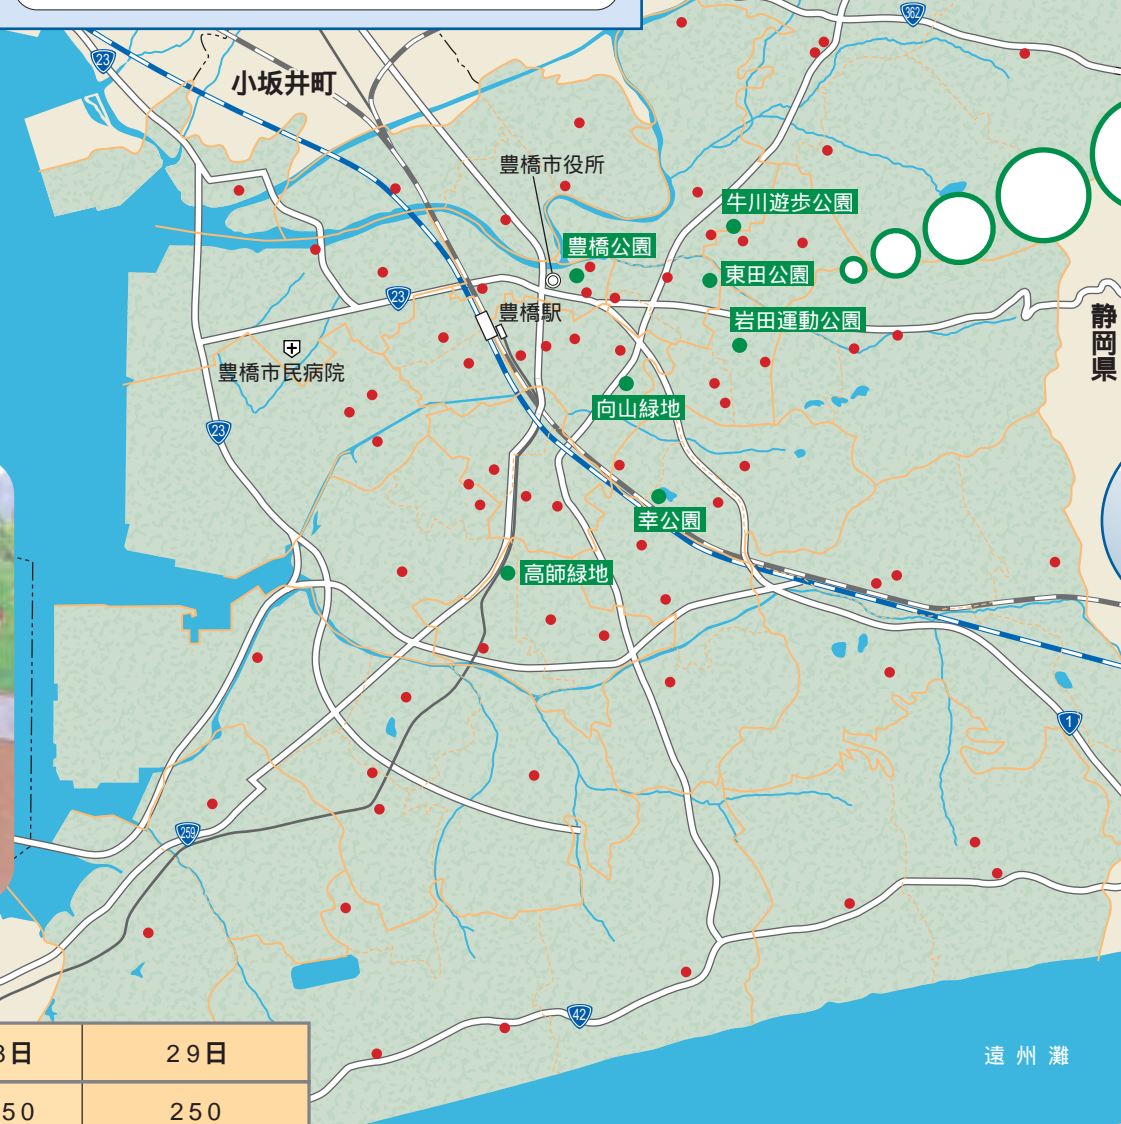 362
23
小坂井町
豊橋市役所
牛川遊歩公園
豊橋公園
東田公園
23
豊橋駅
岩田運動公園
静岡県
豊橋市民病院
向山緑地
23
幸公園
高師緑地
1
259
42
日
29日
遠州灘
50
250